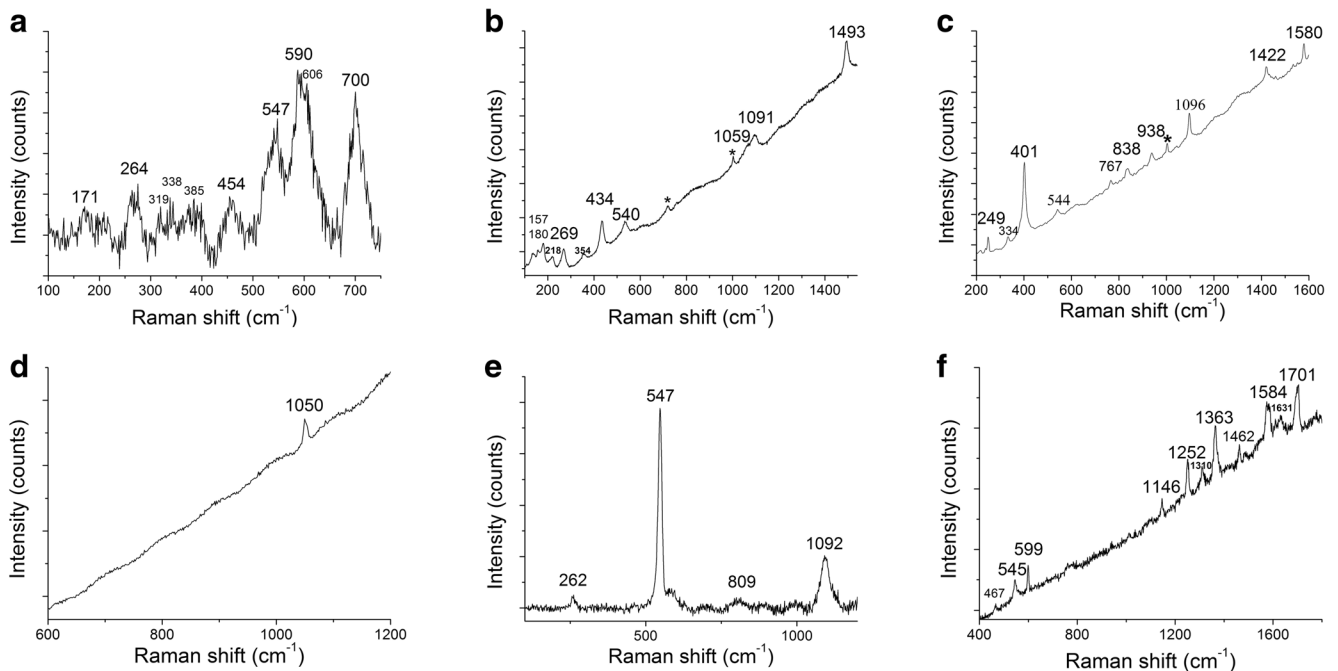 a
Intensity (counts)
171
264
319
338
385
454
547
590
606
700
100 200 300 400 500 600 700
Raman shift (cm-1)
b
Intensity (counts)
157
180
218
269
354
434
540
*
*
1059
1091
1493
200 400 600 800 1000 1200 1400
Raman shift (cm-1)
c
Intensity (counts)
249
334
401
544
767
838
938
*
1096
1422
1580
200 400 600 800 1000 1200 1400 1600
Raman shift (cm-1)
d
Intensity (counts)
1050
600 800 1000 1200
Raman shift (cm-1)
e
Intensity (counts)
262
547
809
1092
500 1000
Raman shift (cm-1)
f
Intensity (counts)
467
545
599
1146
1252
1310
1363
1462
1584
1631
1701
400 800 1200 1600
Raman shift (cm-1)